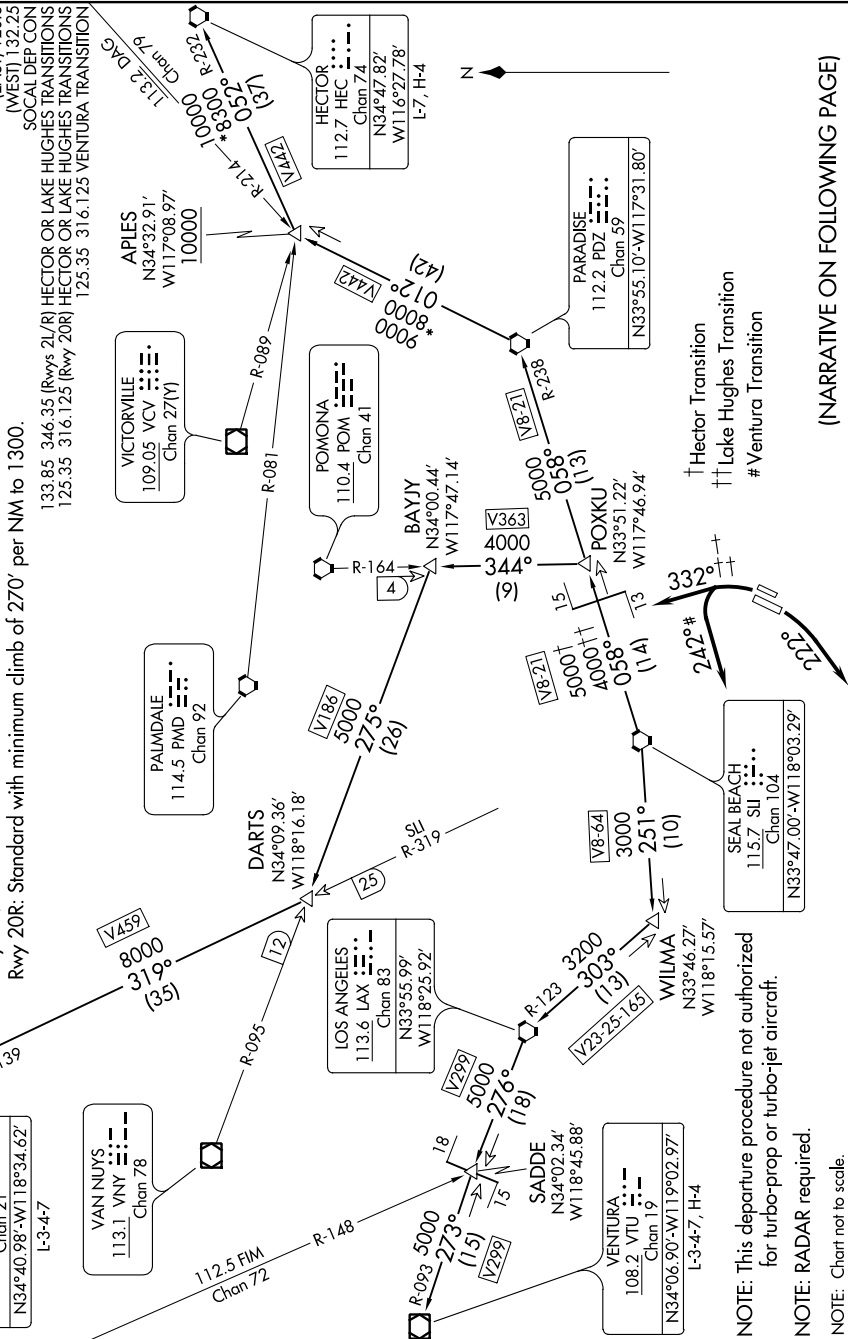 (WEST) 132.25
SOCAL DEP CON
133.85 346.35 (Rwys 2L/R) HECTOR OR LAKE HUGHES TRANSITIONS
125.35 316.125 (Rwy 20R) HECTOR OR LAKE HUGHES TRANSITIONS
125.35 316.125 VENTURA TRANSITION
Rwy 20R: Standard with minimum climb of 270' per NM to 1300.
N34°40.98'-W118°34.62'
L-3-4-7
V459
8000
319°
(35)
VAN NUYS
113.1 VNY
Chan 78
R-095
12
DARTS
N34°09.36'
W118°16.18'
25
SLI
R-319
V186
5000
275°
(26)
PALMDALE
114.5 PMD
Chan 92
R-081
VICTORVILLE
109.05 VCV
Chan 27(Y)
R-089
APLES
N34°32.91'
W117°08.97'
10000
113.2 DAG
Chan 79
R-214
10000
*8300
052°
(37)
R-232
V442
HECTOR
112.7 HEC
Chan 74
N34°47.82'
W116°27.78'
L-7, H-4
N
POMONA
110.4 POM
Chan 41
R-164
4
BAYJY
N34°00.44'
W117°47.14'
V442
9000
*8000
012°
(42)
PARADISE
112.2 PDZ
Chan 59
N33°55.10'-W117°31.80'
V8-21
R-238
5000
058°
(13)
V363
4000
344°
(9)
POXKU
N33°51.22'
W117°46.94'
15
13
V8-21
5000†
4000††
058°
(14)
332°†
††
242°#
222°
† Hector Transition
†† Lake Hughes Transition
# Ventura Transition
SEAL BEACH
115.7 SLI
Chan 104
N33°47.00'-W118°03.29'
V8-64
3000
251°
(10)
WILMA
N33°46.27'
W118°15.57'
R-123
3200
303°
(13)
V23-25-165
LOS ANGELES
113.6 LAX
Chan 83
N33°55.99'
W118°25.92'
V299
5000
276°
(18)
18
15
SADDE
N34°02.34'
W118°45.88'
112.5 FIM
Chan 72
R-148
R-093
5000
273°
(15)
V299
VENTURA
108.2 VTU
Chan 19
N34°06.90'-W119°02.97'
L-3-4-7, H-4
NOTE: This departure procedure not authorized
for turbo-prop or turbo-jet aircraft.
NOTE: RADAR required.
NOTE: Chart not to scale.
(NARRATIVE ON FOLLOWING PAGE)